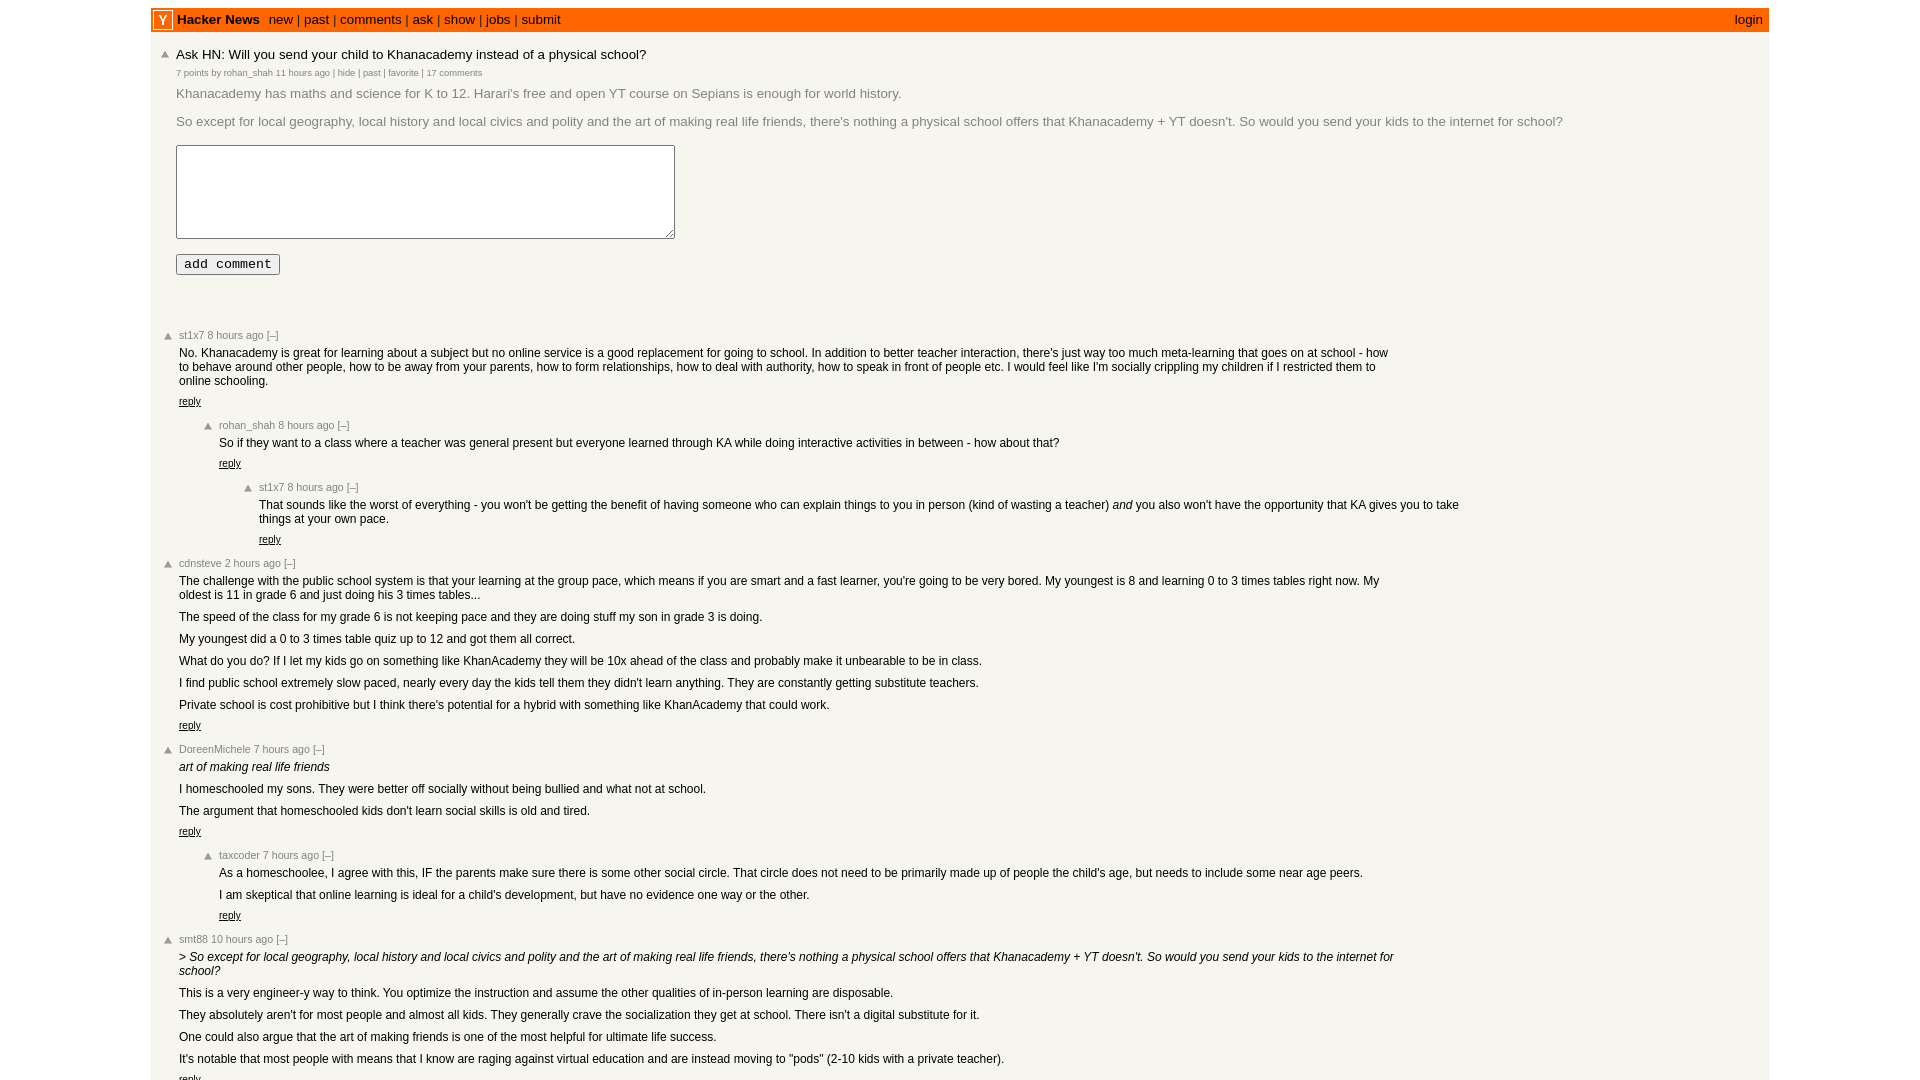 Y Hacker News new | past | comments | ask | show | jobs | submit login
Ask HN: Will you send your child to Khanacademy instead of a physical school?
7 points by rohan_shah 11 hours ago | hide | past | favorite | 17 comments
Khanacademy has maths and science for K to 12. Harari's free and open YT course on Sepians is enough for world history.
So except for local geography, local history and local civics and polity and the art of making real life friends, there's nothing a physical school offers that Khanacademy + YT doesn't. So would you send your kids to the internet for school?
add comment
st1x7 8 hours ago [–]
No. Khanacademy is great for learning about a subject but no online service is a good replacement for going to school. In addition to better teacher interaction, there's just way too much meta-learning that goes on at school - how
to behave around other people, how to be away from your parents, how to form relationships, how to deal with authority, how to speak in front of people etc. I would feel like I'm socially crippling my children if I restricted them to
online schooling.
reply
rohan_shah 8 hours ago [–]
So if they want to a class where a teacher was general present but everyone learned through KA while doing interactive activities in between - how about that?
reply
st1x7 8 hours ago [–]
That sounds like the worst of everything - you won't be getting the benefit of having someone who can explain things to you in person (kind of wasting a teacher) and you also won't have the opportunity that KA gives you to take
things at your own pace.
reply
cdnsteve 2 hours ago [–]
The challenge with the public school system is that your learning at the group pace, which means if you are smart and a fast learner, you're going to be very bored. My youngest is 8 and learning 0 to 3 times tables right now. My
oldest is 11 in grade 6 and just doing his 3 times tables...
The speed of the class for my grade 6 is not keeping pace and they are doing stuff my son in grade 3 is doing.
My youngest did a 0 to 3 times table quiz up to 12 and got them all correct.
What do you do? If I let my kids go on something like KhanAcademy they will be 10x ahead of the class and probably make it unbearable to be in class.
I find public school extremely slow paced, nearly every day the kids tell them they didn't learn anything. They are constantly getting substitute teachers.
Private school is cost prohibitive but I think there's potential for a hybrid with something like KhanAcademy that could work.
reply
DoreenMichele 7 hours ago [–]
art of making real life friends
I homeschooled my sons. They were better off socially without being bullied and what not at school.
The argument that homeschooled kids don't learn social skills is old and tired.
reply
taxcoder 7 hours ago [–]
As a homeschoolee, I agree with this, IF the parents make sure there is some other social circle. That circle does not need to be primarily made up of people the child's age, but needs to include some near age peers.
I am skeptical that online learning is ideal for a child's development, but have no evidence one way or the other.
reply
smt88 10 hours ago [–]
> So except for local geography, local history and local civics and polity and the art of making real life friends, there's nothing a physical school offers that Khanacademy + YT doesn't. So would you send your kids to the internet for
school?
This is a very engineer-y way to think. You optimize the instruction and assume the other qualities of in-person learning are disposable.
They absolutely aren't for most people and almost all kids. They generally crave the socialization they get at school. There isn't a digital substitute for it.
One could also argue that the art of making friends is one of the most helpful for ultimate life success.
It's notable that most people with means that I know are raging against virtual education and are instead moving to "pods" (2-10 kids with a private teacher).
reply